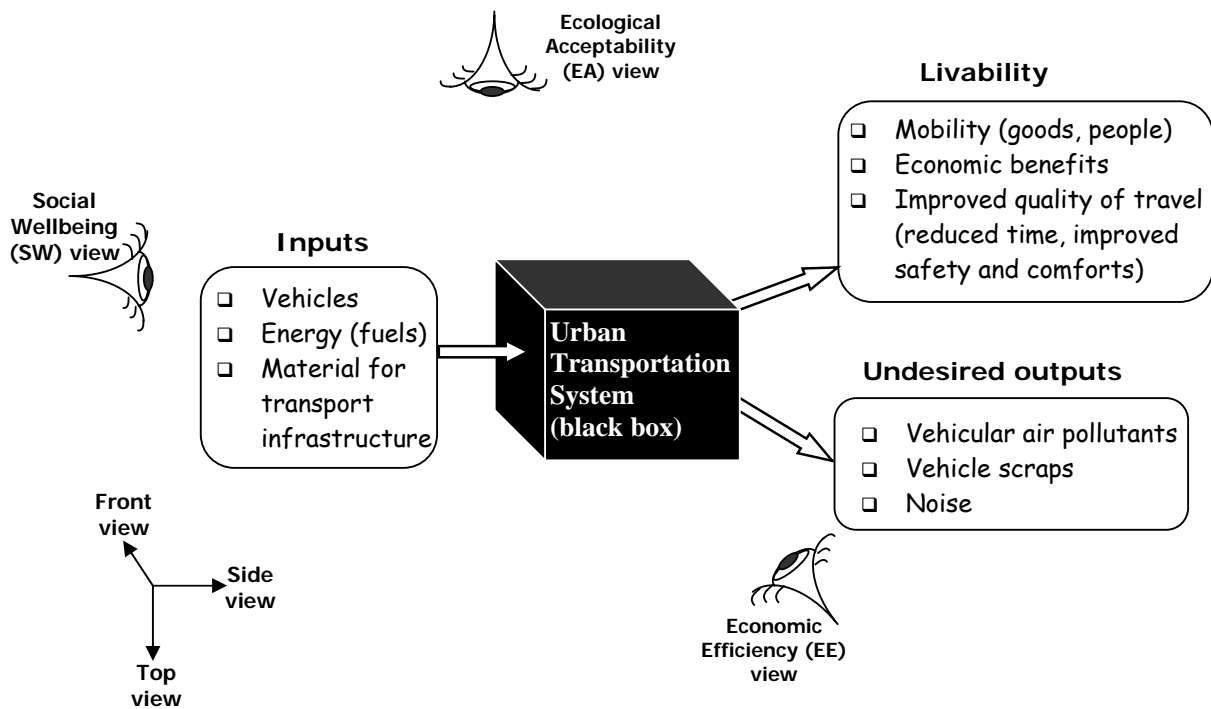 Ecological
Acceptability
(EA) view
Livability
❑ Mobility (goods, people)
❑ Economic benefits
❑ Improved quality of travel
(reduced time, improved
safety and comforts)
Social
Wellbeing
(SW) view
Inputs
❑ Vehicles
❑ Energy (fuels)
❑ Material for
transport
infrastructure
Urban
Transportation
System
(black box)
Undesired outputs
❑ Vehicular air pollutants
❑ Vehicle scraps
❑ Noise
Front
view
Side
view
Top
view
Economic
Efficiency (EE)
view